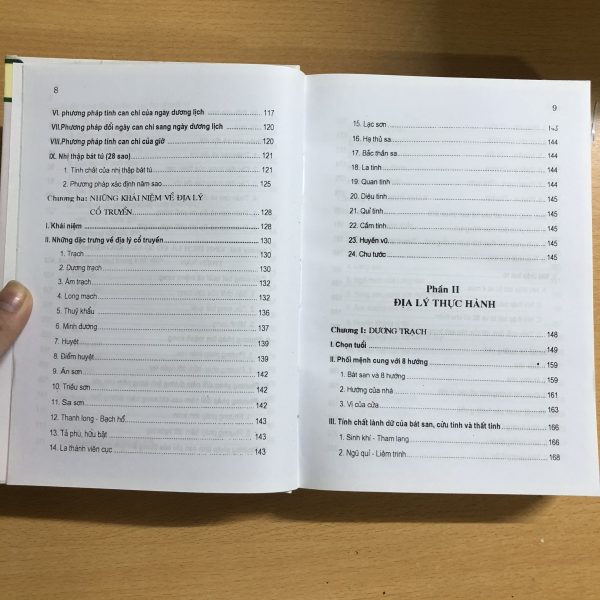 8
VI. phương pháp tính can chi của ngày dương lịch ........ 117
VII.Phương pháp đổi ngày can chi sang ngày dương lịch ........ 120
VIII.Phương pháp tính can chi của giờ ........ 120
IX. Nhị thập bát tú (28 sao) ........ 121
1. Tính chất của nhị thập bát tú ........ 121
2. Phương pháp xác định năm sao ........ 125
Chương ba: NHỮNG KHÁI NIỆM VỀ ĐỊA LÝ
CỔ TRUYỀN ........ 128
I. Khái niệm ........ 128
II. Những đặc trưng về địa lý cổ truyền ........ 130
1. Trạch ........ 130
2. Dương trạch ........ 130
3. Âm trạch ........ 130
4. Long mạch ........ 132
5. Thuỷ khẩu ........ 136
6. Minh đường ........ 137
7. Huyệt ........ 139
8. Điểm huyệt ........ 139
9. Án sơn ........ 142
10. Triều sơn ........ 142
11. Sa sơn ........ 142
12. Thanh long - Bạch hổ ........ 143
13. Tả phù, hữu bật ........ 143
14. La thành viên cục ........ 143
9
15. Lạc sơn ........
16. Hạ thủ sa ........ 144
17. Bắc thần sa ........ 144
18. La tinh ........ 144
19. Quan tinh ........ 144
20. Diệu tinh ........ 145
21. Quỉ tinh ........ 145
22. Cầm tinh ........ 145
23. Huyền vũ ........ 145
24. Chu tước ........ 145
Phần II
ĐỊA LÝ THỰC HÀNH
Chương I: DƯƠNG TRẠCH ........ 148
I. Chọn tuổi ........ 149
II. Phối mệnh cung với 8 hướng ........ 159
1. Bát san và 8 hướng ........ 159
2. Hướng của nhà ........ 161
3. Vị của cửa ........ 163
III. Tính chất lành dữ của bát san, cửu tinh và thất tinh ........ 166
1. Sinh khí - Tham lang ........ 166
2. Ngũ quỉ - Liêm trinh ........ 168